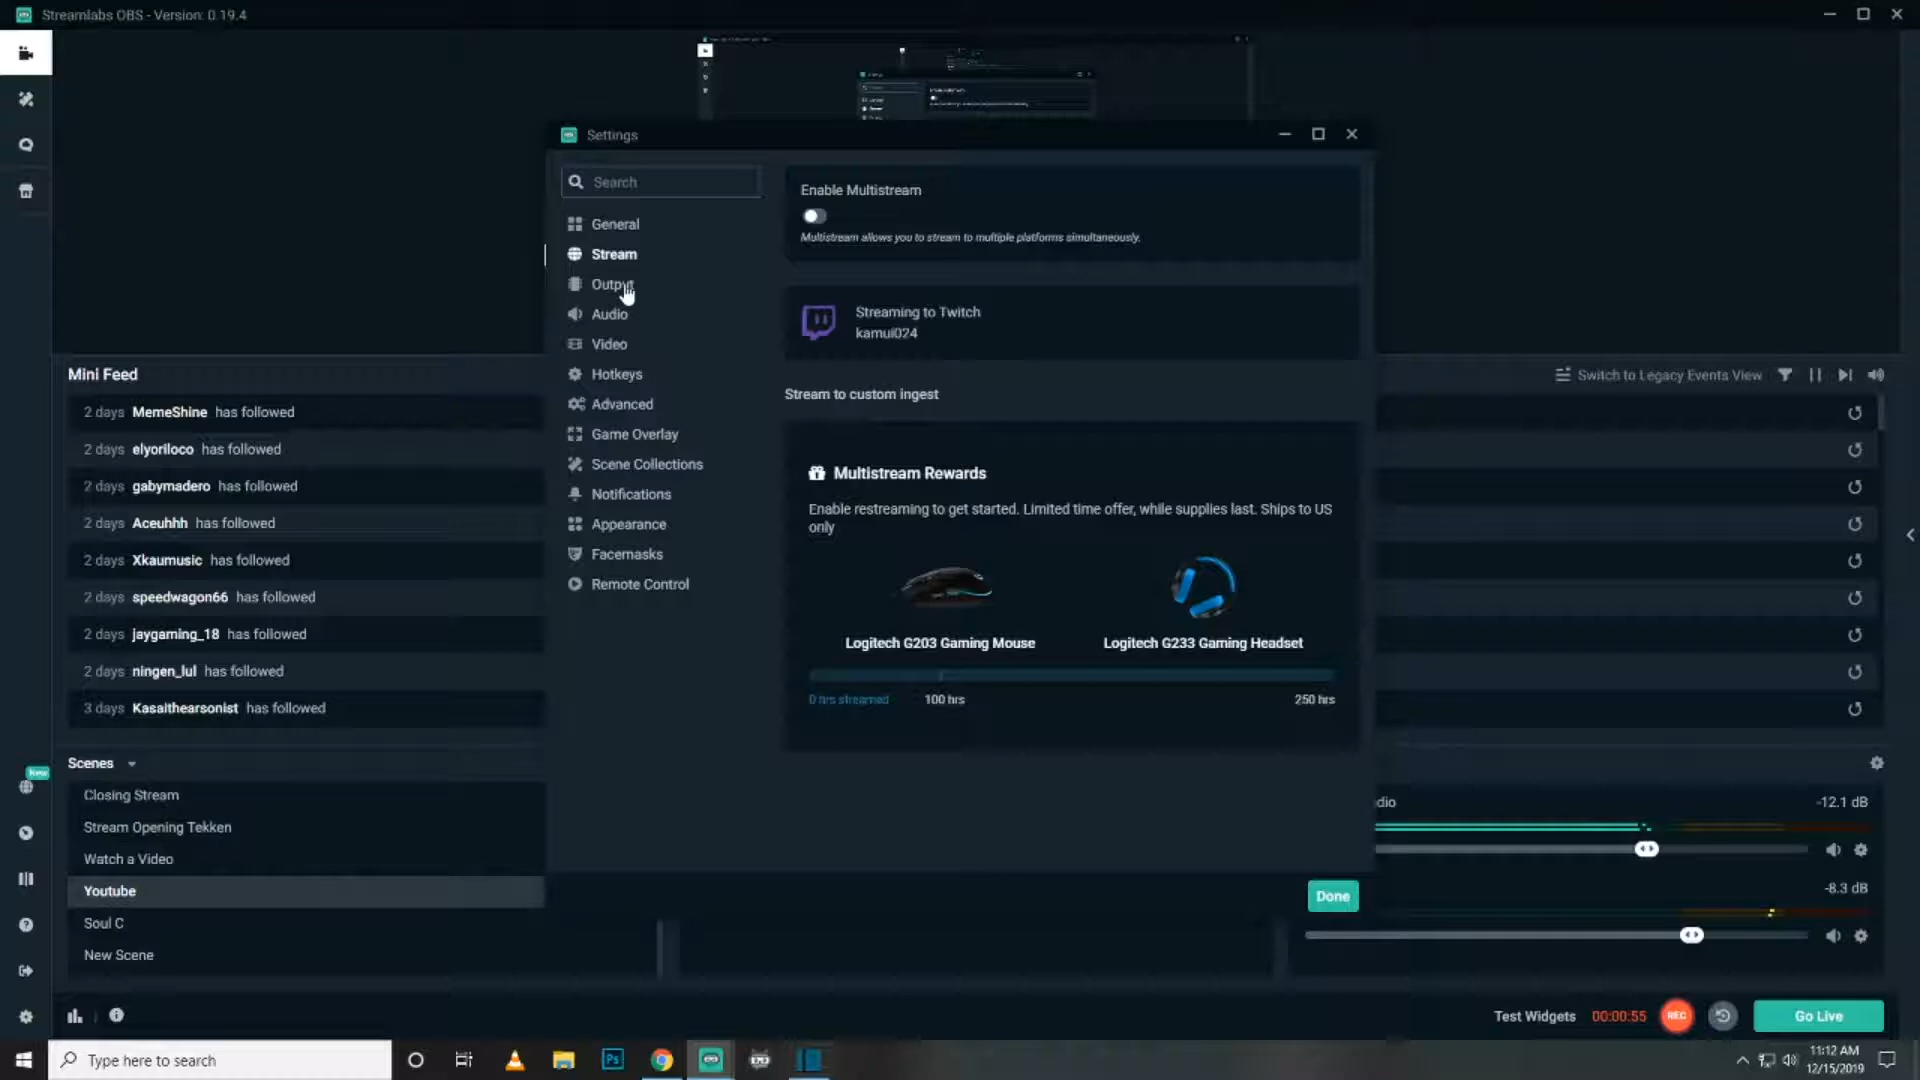 Streamlabs OBS - Version: 0.19.4
Settings
Search
General
Stream
Output
Audio
Video
Hotkeys
Advanced
Game Overlay
Scene Collections
Notifications
Appearance
Facemasks
Remote Control
Enable Multistream
Multistream allows you to stream to multiple platforms simultaneously.
Streaming to Twitch
kamui024
Stream to custom ingest
Multistream Rewards
Enable restreaming to get started. Limited time offer, while supplies last. Ships to US
only
Logitech G203 Gaming Mouse
Logitech G233 Gaming Headset
0 hrs streamed
100 hrs
250 hrs
Done
Mini Feed
Switch to Legacy Events View
2 days MemeShine has followed
2 days elyoriloco has followed
2 days gabymadero has followed
2 days Aceuhhh has followed
2 days Xkaumusic has followed
2 days speedwagon66 has followed
2 days jaygaming_18 has followed
2 days ningen_lul has followed
3 days Kasaithearsonist has followed
New
Scenes
Closing Stream
Stream Opening Tekken
Watch a Video
Youtube
Soul C
New Scene
dio
-12.1 dB
-8.3 dB
Test Widgets
00:00:55
REC
Go Live
Type here to search
Ps
11:12 AM
12/15/2019